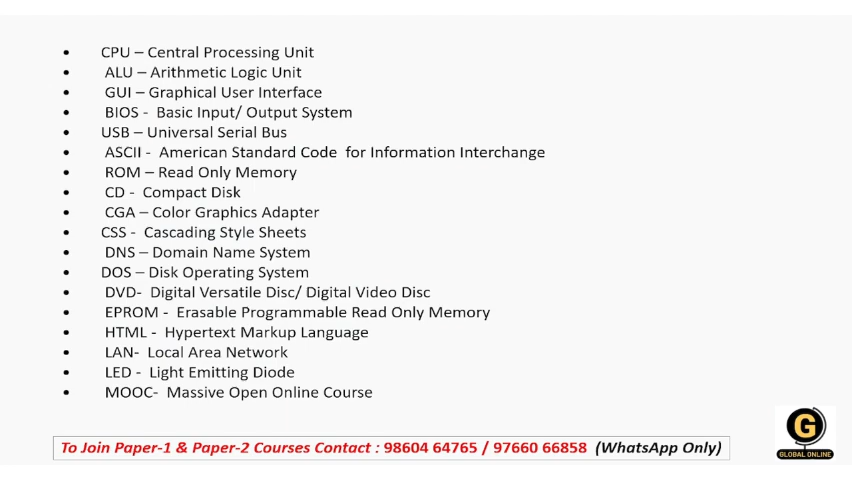 • CPU – Central Processing Unit
• ALU – Arithmetic Logic Unit
• GUI – Graphical User Interface
• BIOS - Basic Input/ Output System
• USB – Universal Serial Bus
• ASCII - American Standard Code for Information Interchange
• ROM – Read Only Memory
• CD - Compact Disk
• CGA – Color Graphics Adapter
• CSS - Cascading Style Sheets
• DNS – Domain Name System
• DOS – Disk Operating System
• DVD- Digital Versatile Disc/ Digital Video Disc
• EPROM - Erasable Programmable Read Only Memory
• HTML - Hypertext Markup Language
• LAN- Local Area Network
• LED - Light Emitting Diode
• MOOC- Massive Open Online Course
To Join Paper-1 & Paper-2 Courses Contact : 98604 64765 / 97660 66858 (WhatsApp Only)
G
GLOBAL ONLINE